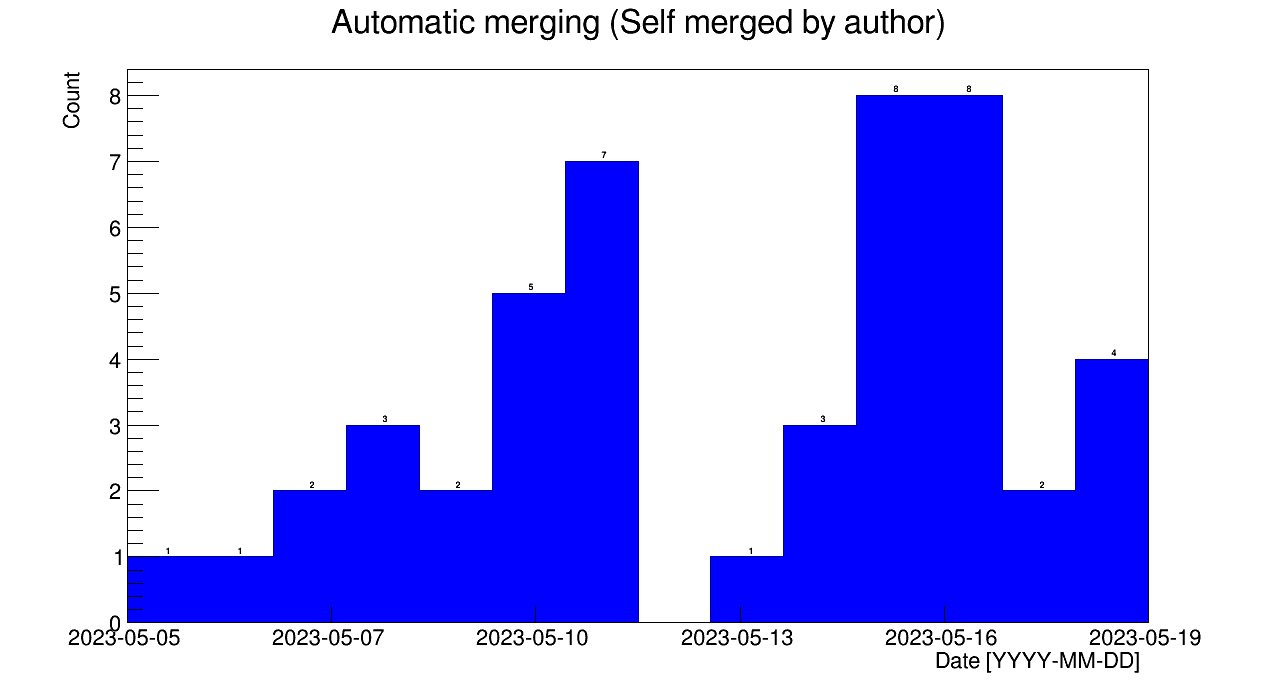 Automatic merging (Self merged by author)
Count
8
7
6
5
4
3
2
1
0
1 1 2 3 2 5 7 1 3 8 8 2 4
2023-05-05 2023-05-07 2023-05-10 2023-05-13 2023-05-16 2023-05-19
Date [YYYY-MM-DD]